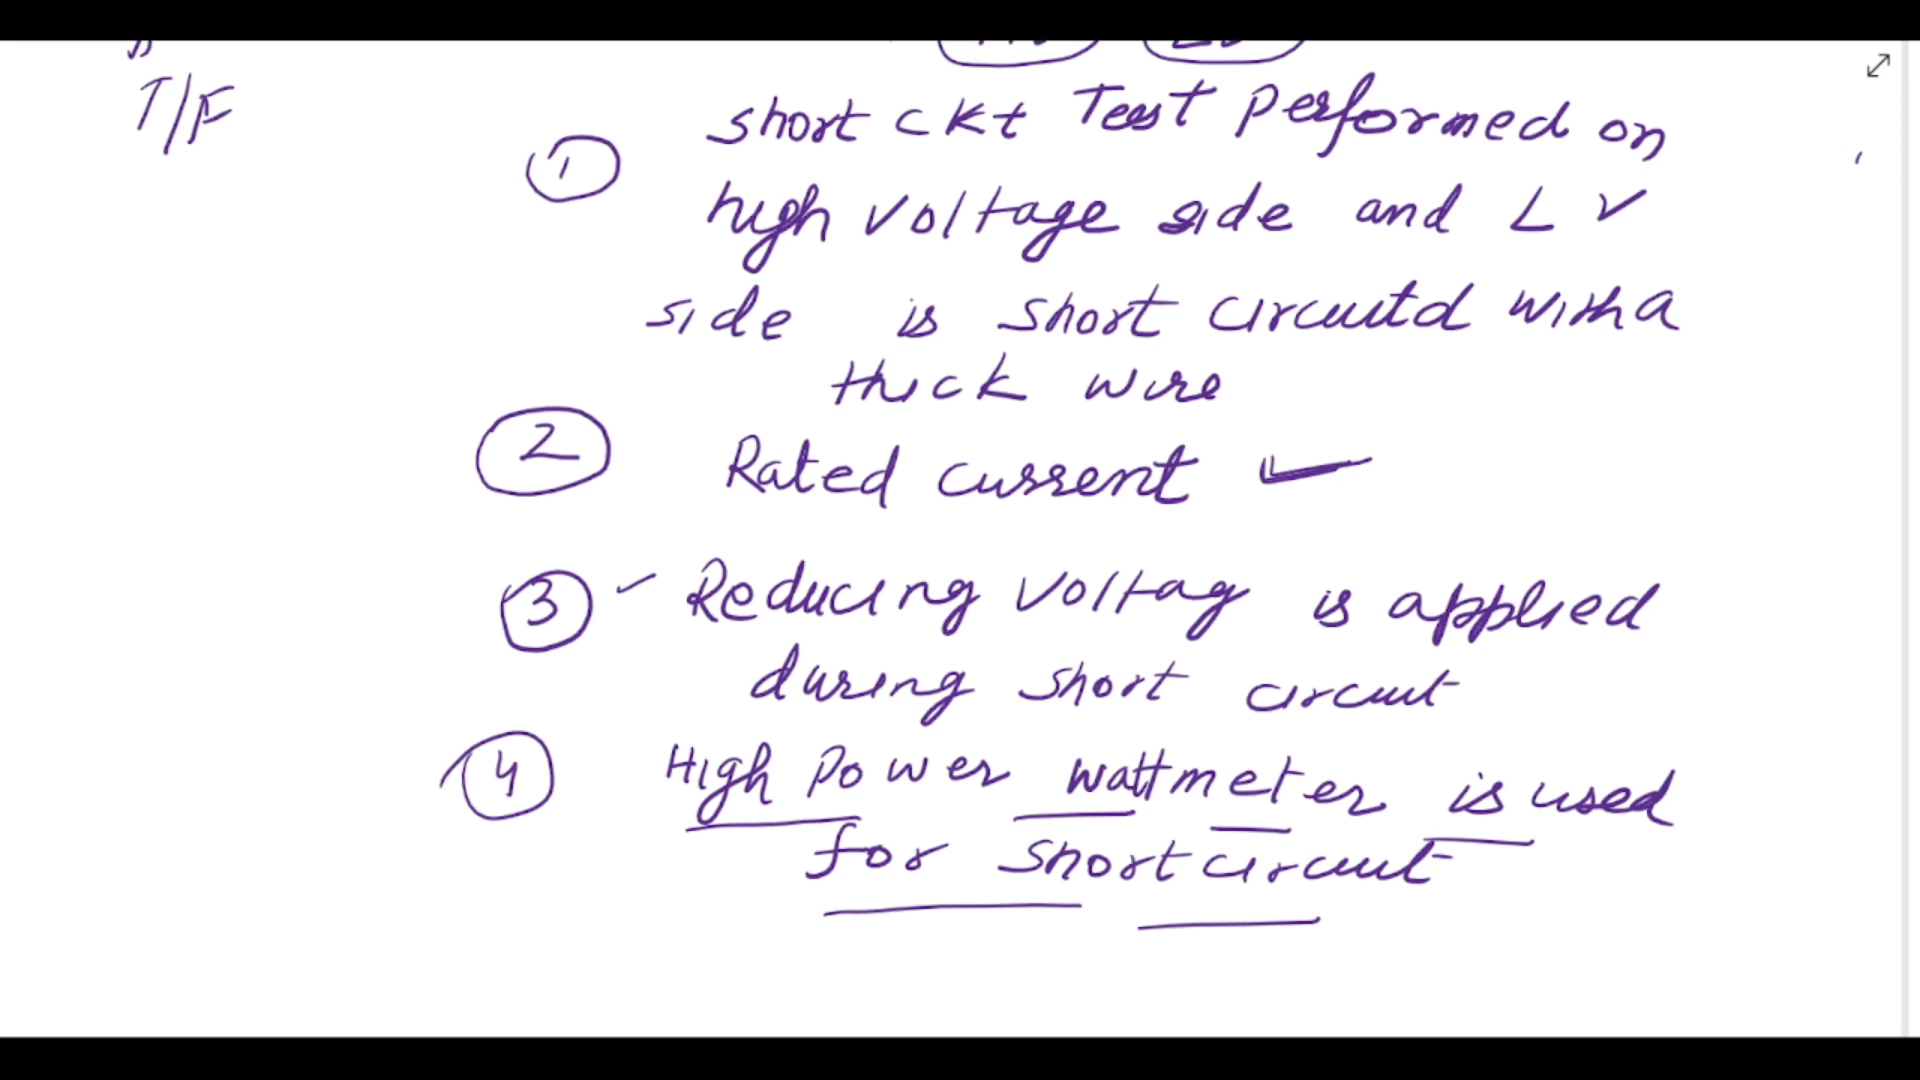 T/F
1 Short ckt Test Performed on
high voltage side and LV
side is short circuitd with a
thick wire
2 Rated current
3 Reducing voltag is applied
during short circuit
4 High Power wattmeter is used
for short circuit